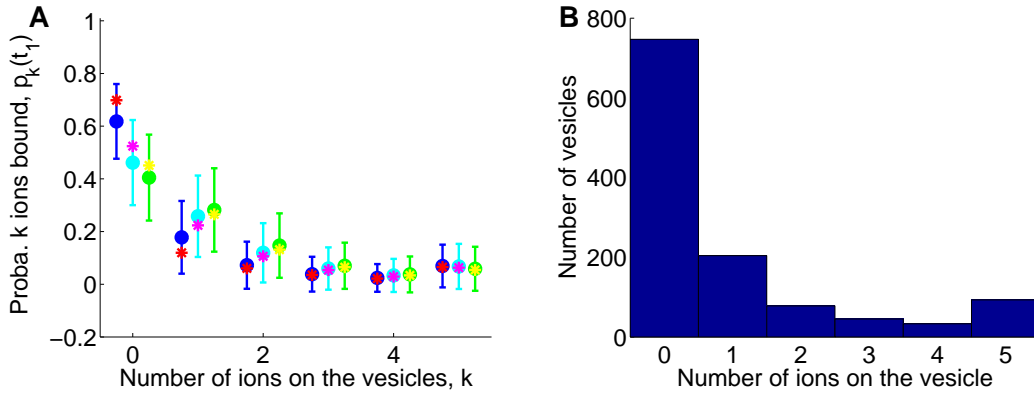 A
Proba. k ions bound, p_k(t_1)
1
0.8
0.6
0.4
0.2
0
−0.2
0 2 4
Number of ions on the vesicles, k
B
Number of vesicles
800
600
400
200
0
0 1 2 3 4 5
Number of ions on the vesicle